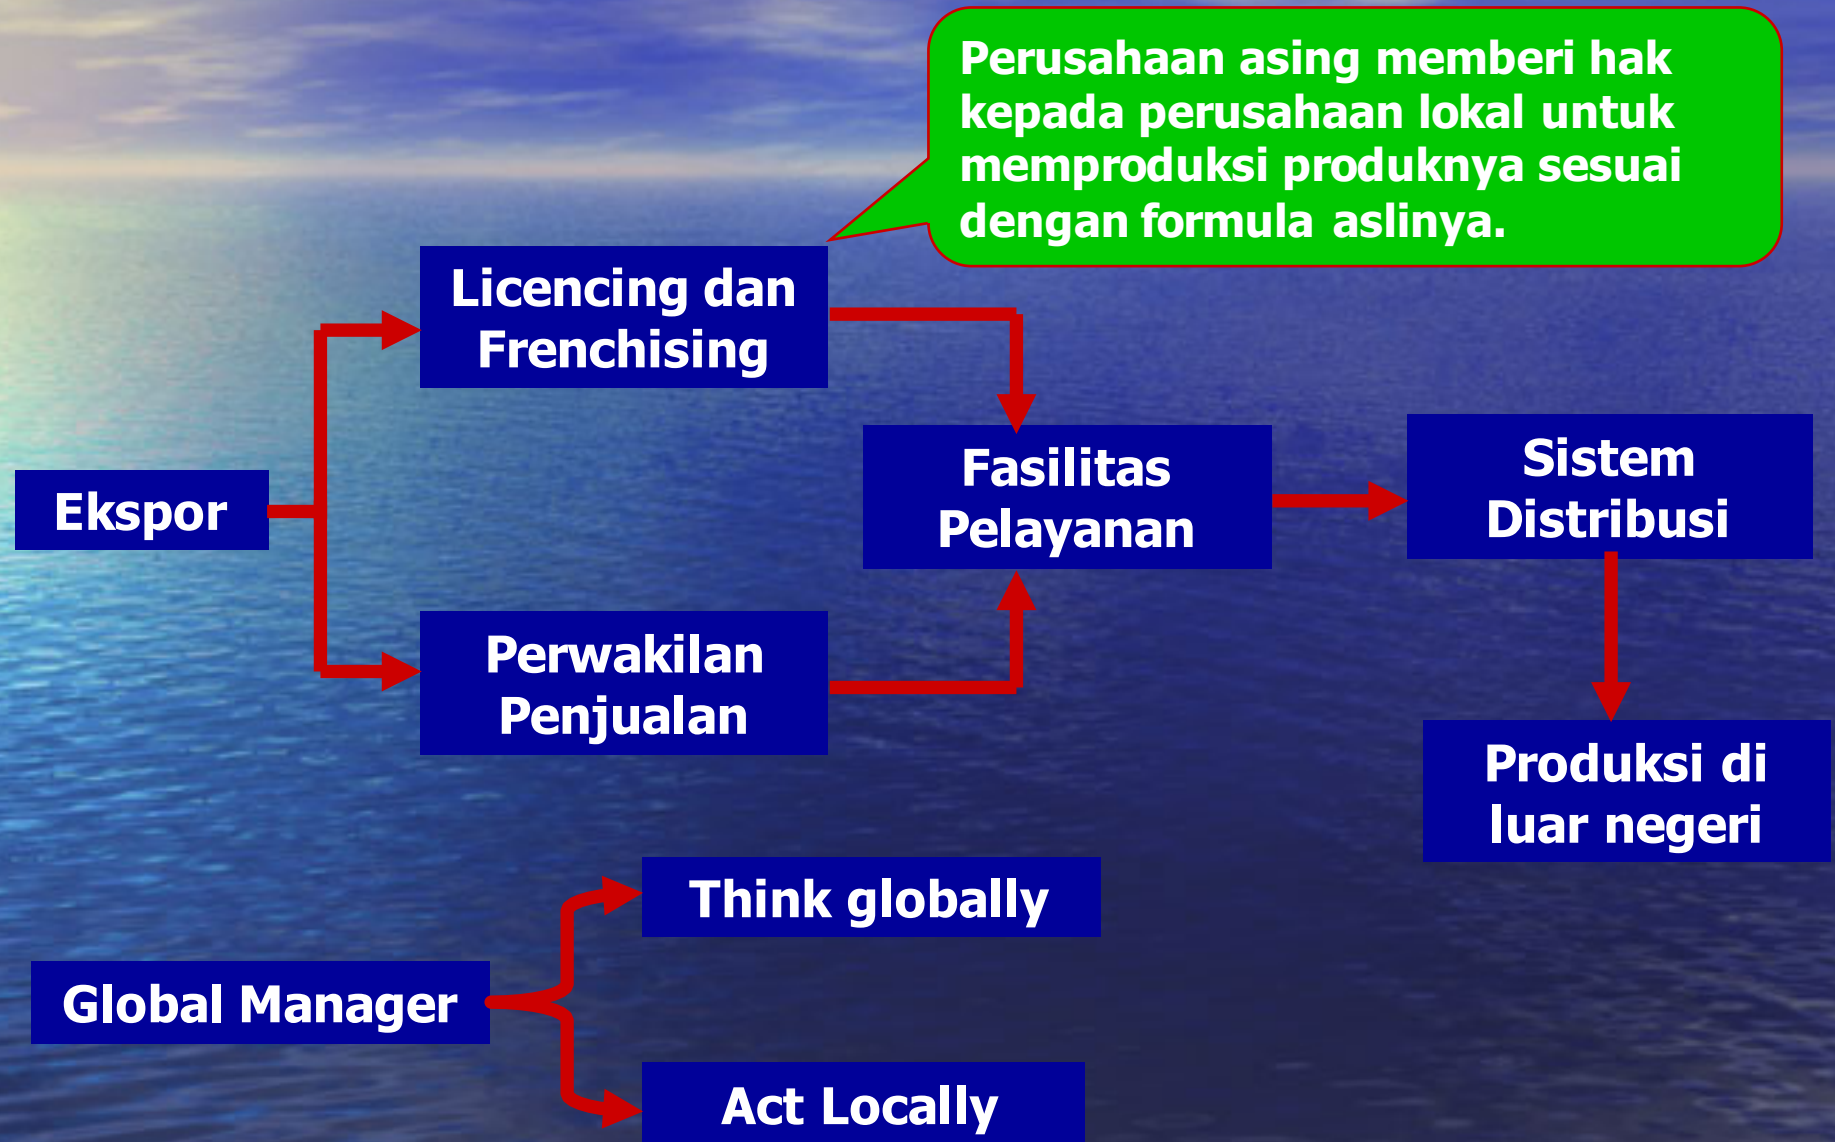 Perusahaan asing memberi hak
kepada perusahaan lokal untuk
memproduksi produknya sesuai
dengan formula aslinya.
Licencing dan
Frenchising
Ekspor
Fasilitas
Pelayanan
Sistem
Distribusi
Perwakilan
Penjualan
Produksi di
luar negeri
Think globally
Global Manager
Act Locally